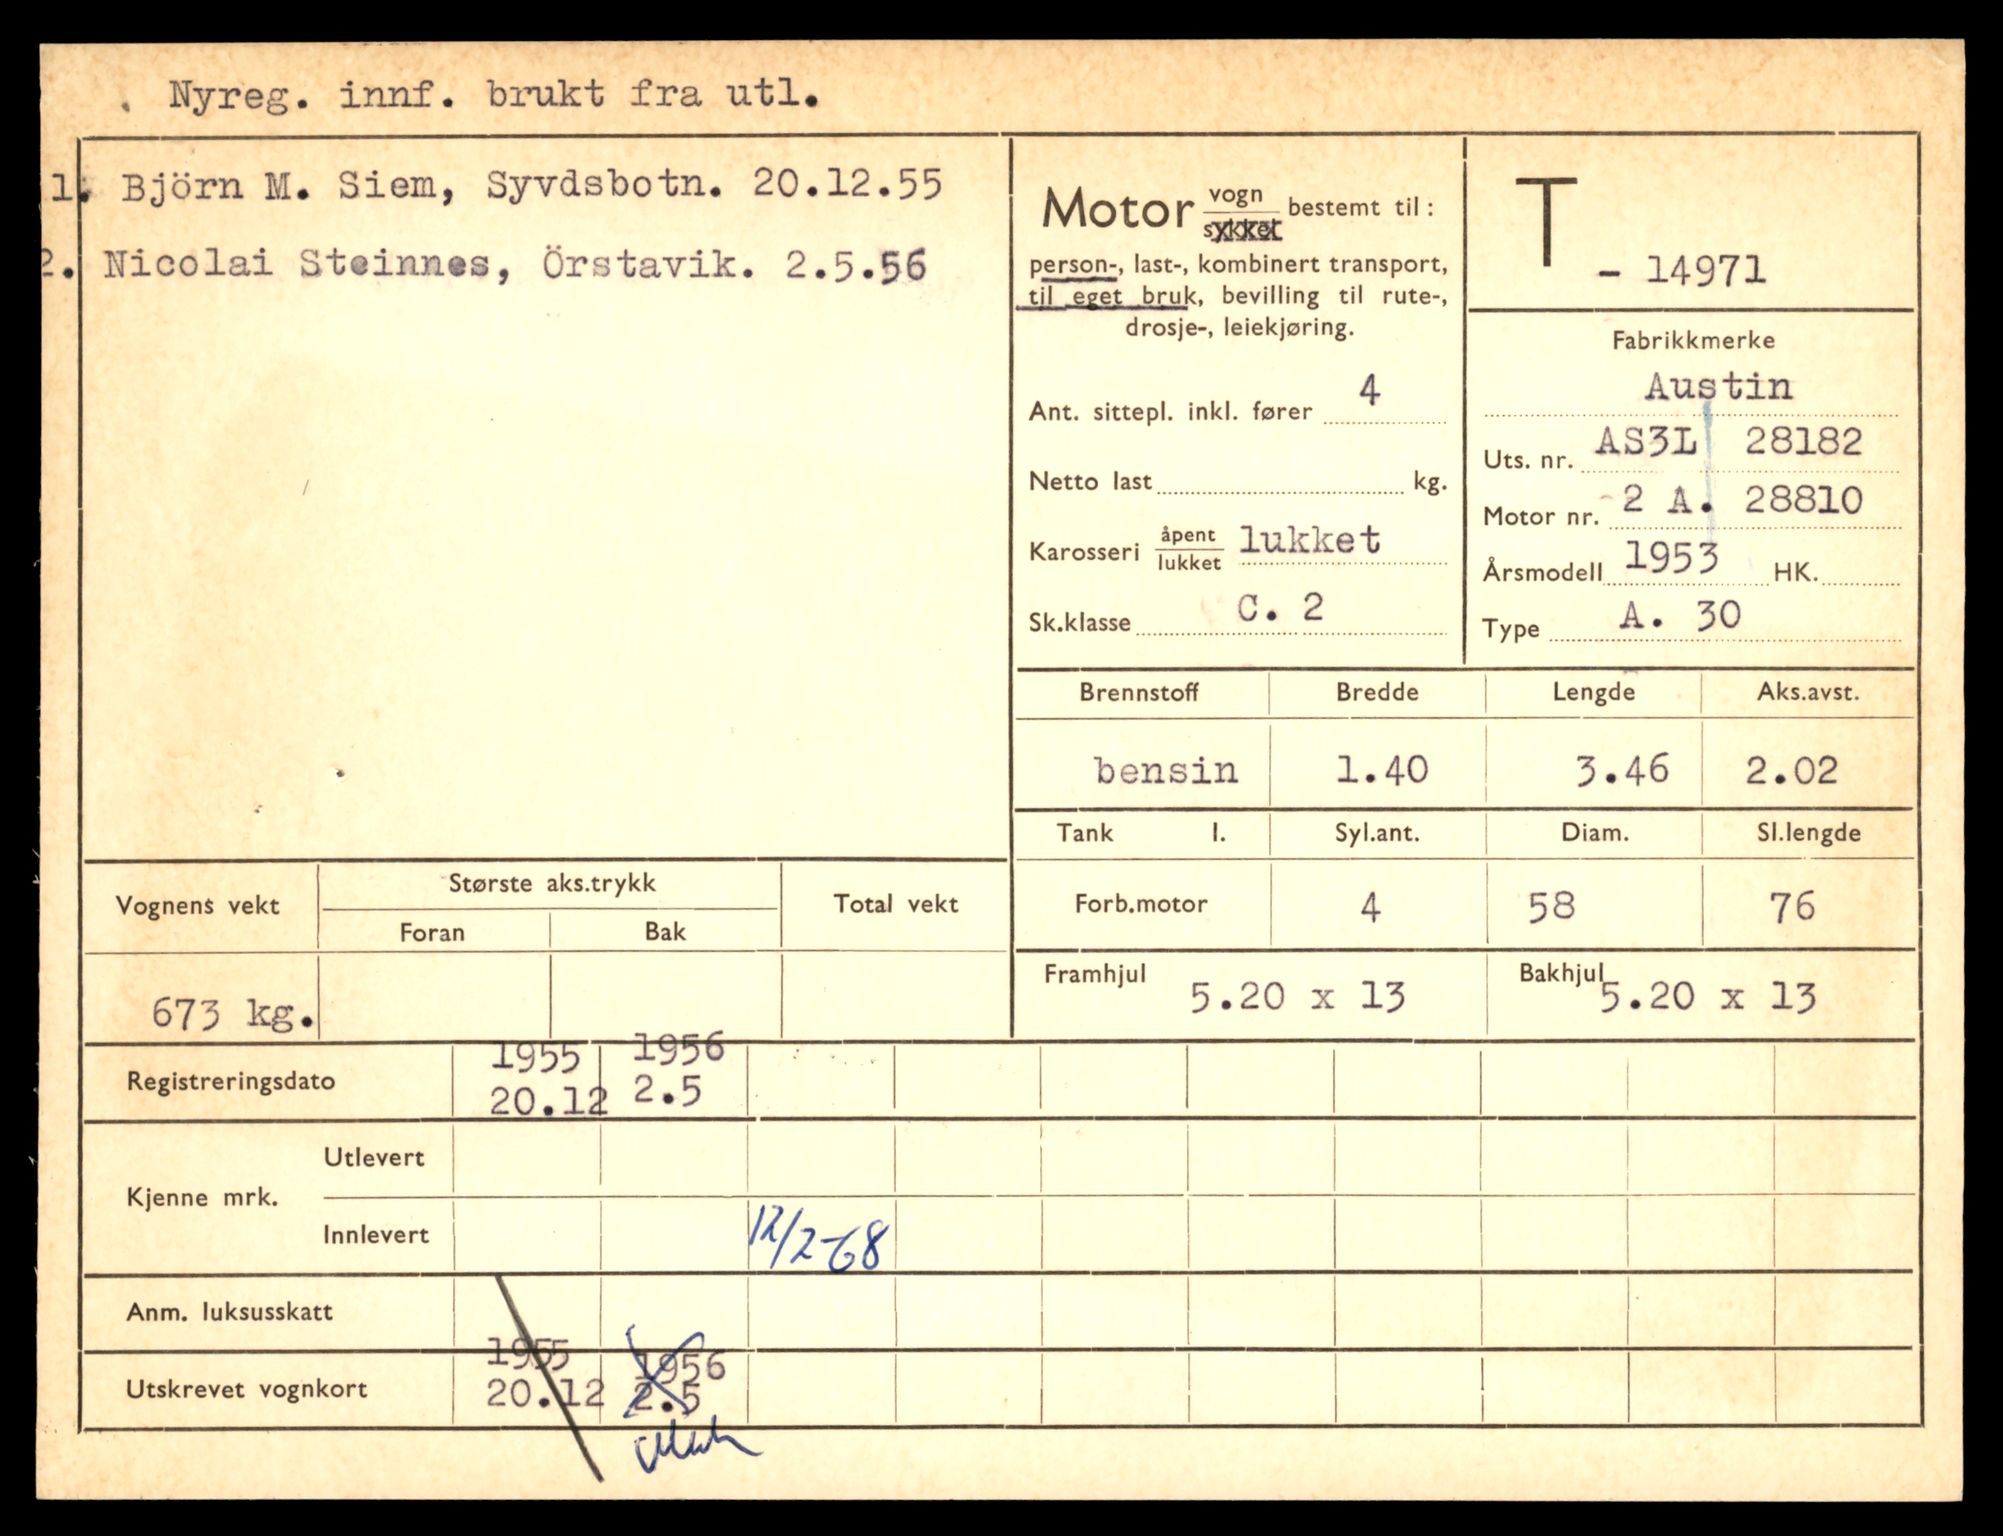 Nyreg. innf. brukt fra utl.
1. Björn M. Siem, Syvdsbotn. 20.12.55
2. Nicolai Steinnes, Örstavik. 2.5.56
Motor vogn sykkel bestemt til:
person-, last-, kombinert transport,
til eget bruk, bevilling til rute-,
drosje-, leiekjøring.
Ant. sittepl. inkl. fører 4
Netto last kg.
Karosseri åpent lukket lukket
Sk.klasse C. 2
T - 14971
Fabrikkmerke
Austin
Uts. nr. AS3L 28182
Motor nr. 2 A. 28810
Årsmodell 1953 HK.
Type A. 30
Brennstoff Bredde Lengde Aks.avst.
bensin 1.40 3.46 2.02
Tank l. Syl.ant. Diam. Sl.lengde
Forb.motor 4 58 76
Framhjul 5.20 x 13 Bakhjul 5.20 x 13
Vognens vekt Største aks.trykk Total vekt
Foran Bak
673 kg.
Registreringsdato 1955 1956
20.12 2.5
Kjenne mrk. Utlevert
Innlevert 12/2-68
Anm. luksusskatt
Utskrevet vognkort 1955 1956
20.12 2.5